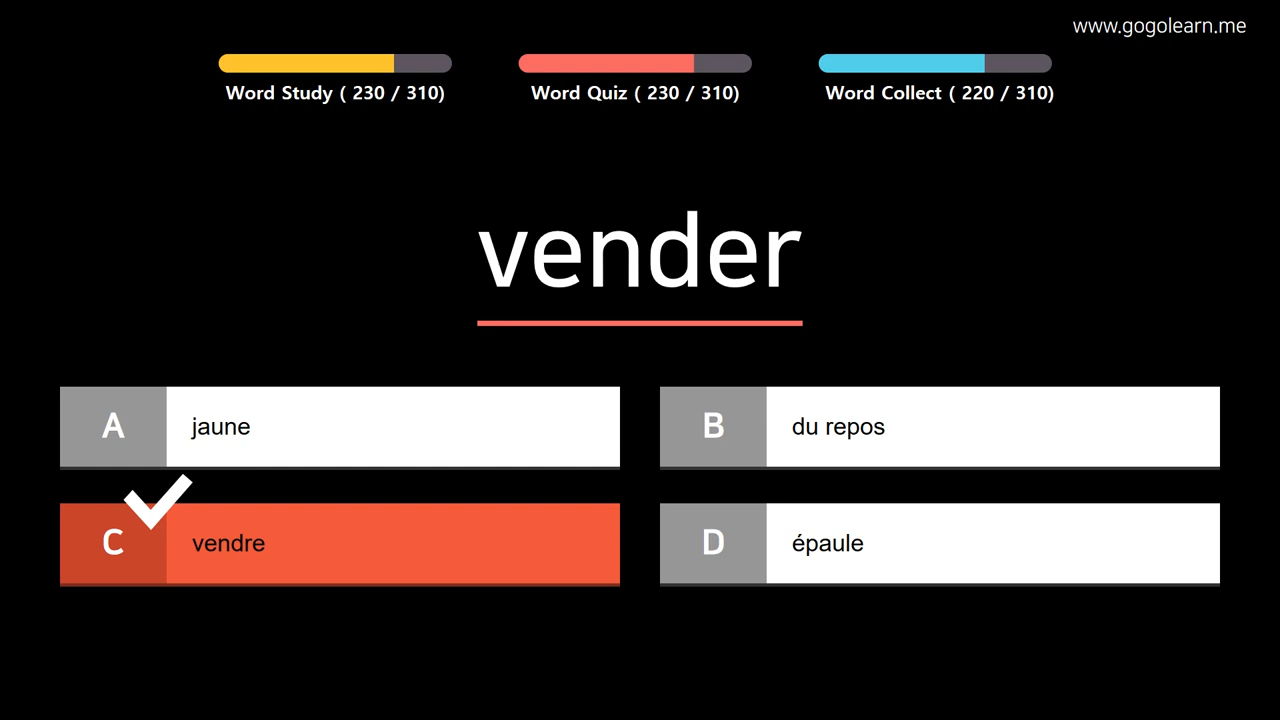 www.gogolearn.me
Word Study ( 230 / 310)
Word Quiz ( 230 / 310)
Word Collect ( 220 / 310)
vender
A jaune
B du repos
C vendre
D épaule